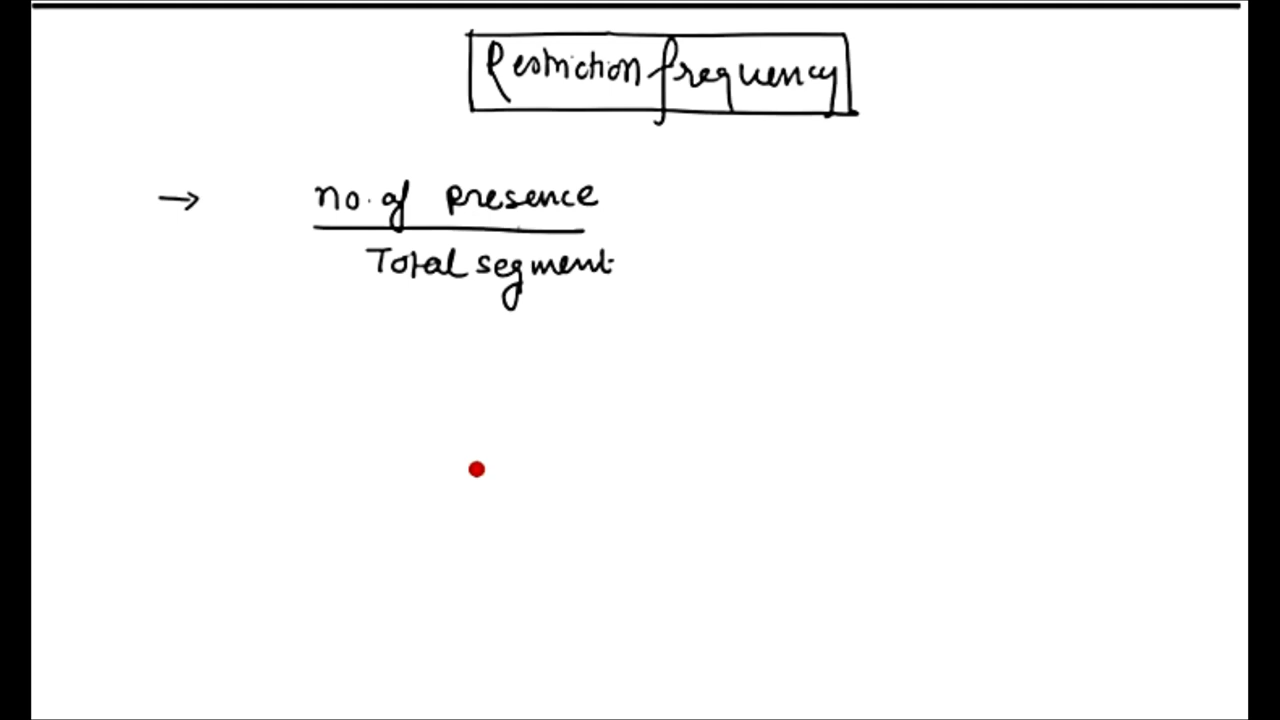 Restriction frequency
→ no. of presence
Total segment